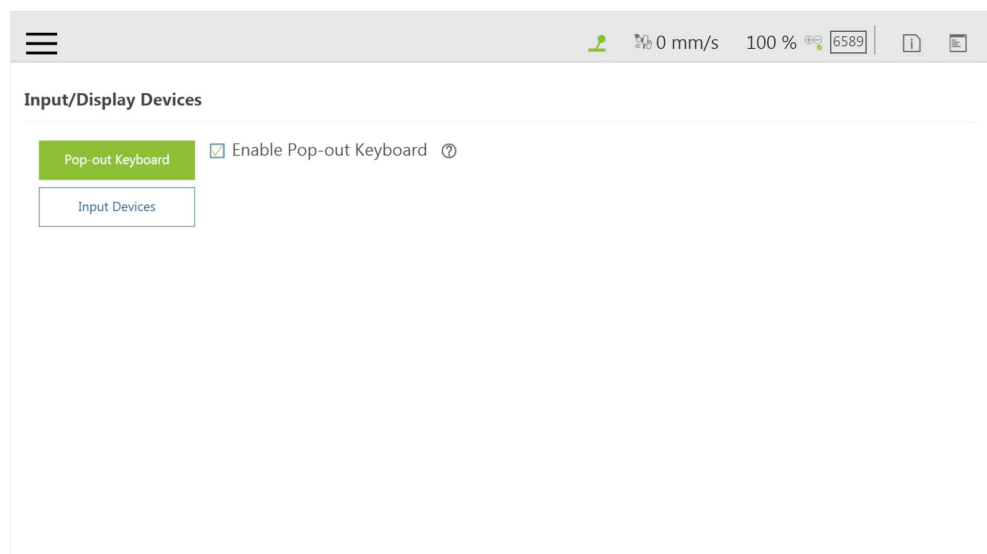 0 mm/s 100 % 6589
Input/Display Devices
Pop-out Keyboard
Enable Pop-out Keyboard
Input Devices